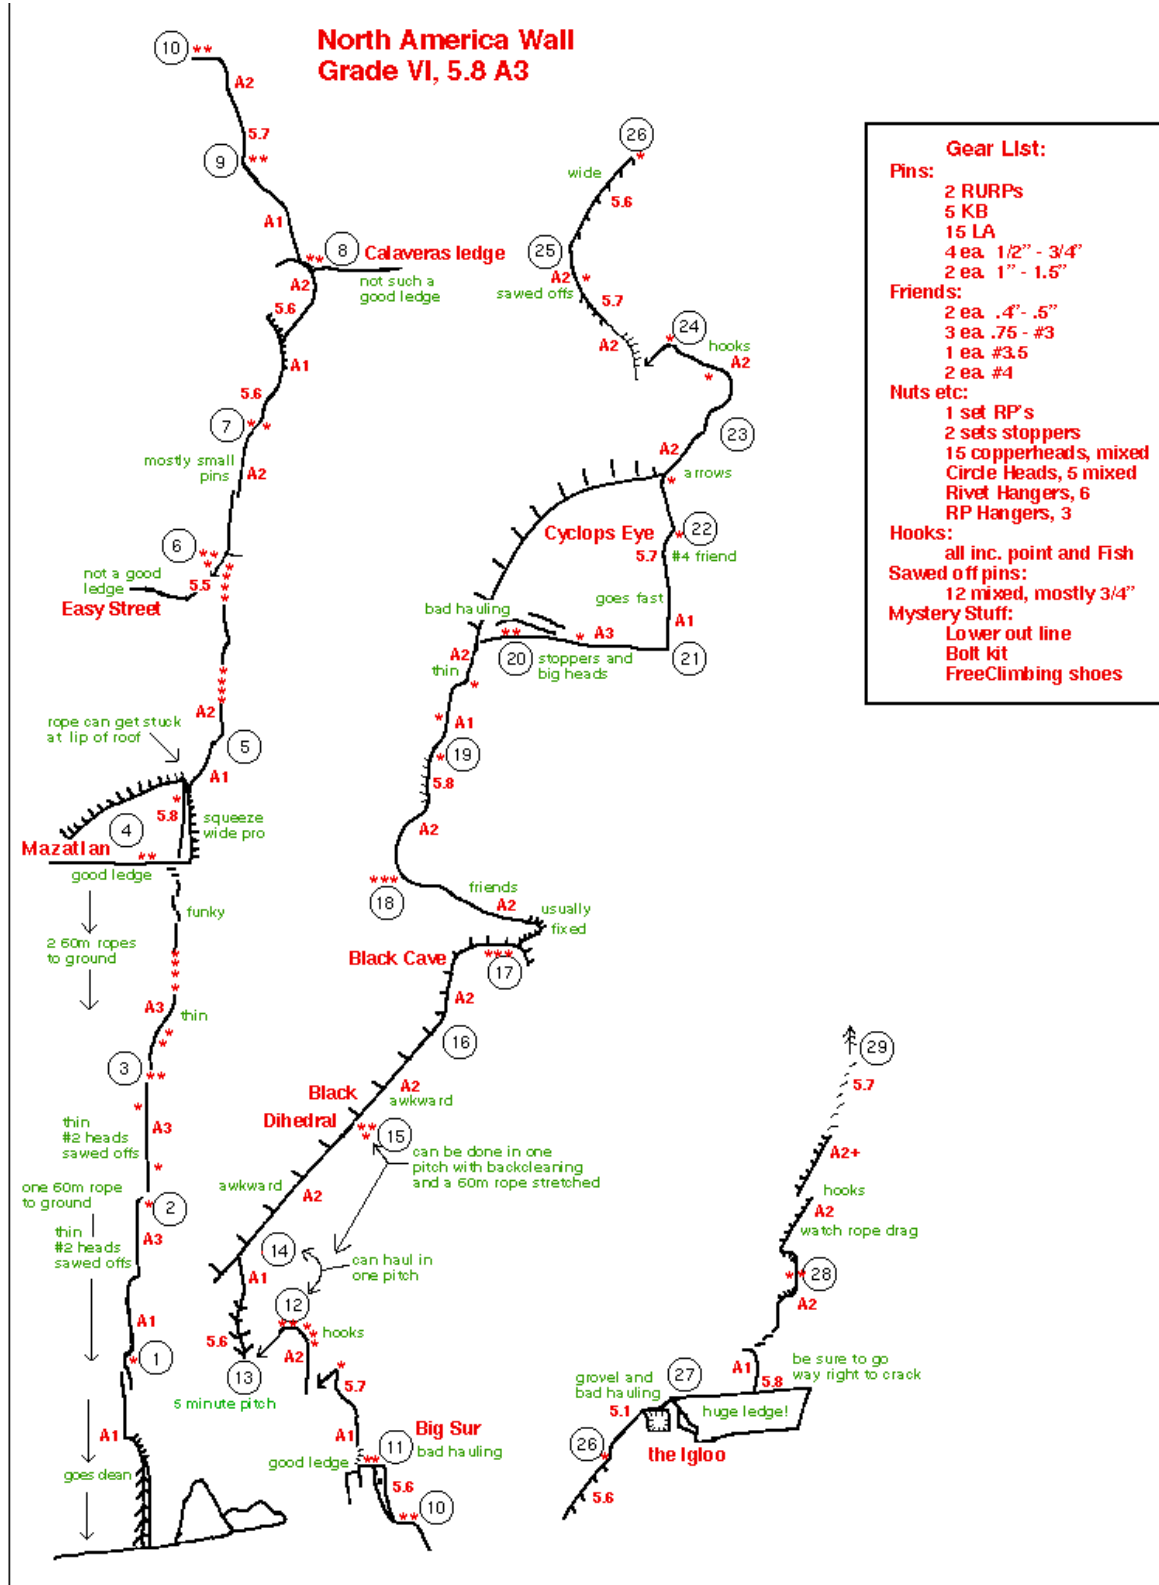 North America Wall
Grade VI, 5.8 A3
10
**
A2
5.7
9
**
A1
8
**
Calaveras ledge
not such a
good ledge
A2
5.6
A1
5.6
7
* *
mostly small
pins
A2
6
**
not a good
ledge
5.5
Easy Street
A2
5
rope can get stuck
at lip of roof
A1
*
5.8
squeeze
wide pro
4
Mazatlan
**
good ledge
funky
2 60m ropes
to ground
A3
thin
3
**
*
thin
#2 heads
sawed offs
A3
*
one 60m rope
to ground
* 2
thin
#2 heads
sawed offs
A3
A1
* 1
A1
goes clean
26
*
wide
5.6
25
A2 *
sawed offs
5.7
A2
24
*
hooks
A2
*
23
A2
arrows
*
Cyclops Eye
22
*
5.7
#4 friend
goes fast
bad hauling
A1
**
* A3
20
stoppers and
big heads
21
A2
thin
*
* A1
* 19
5.8
A2
***
18
friends
A2
usually
fixed
Black Cave
***
17
A2
16
Black
Dihedral
A2
awkward
**
*
15
can be done in one
pitch with backcleaning
and a 60m rope stretched
awkward
A2
14
can haul in
one pitch
A1
12
hooks
5.6
A2
13
5 minute pitch
*
5.7
Big Sur
A1
11
bad hauling
good ledge
**
5.6
10
**
29
5.7
A2+
hooks
A2
watch rope drag
**
28
A2
be sure to go
way right to crack
A1
5.8
grovel and
bad hauling
27
5.1
huge ledge!
the Igloo
26
*
5.6
Gear List:
Pins:
2 RURPs
5 KB
15 LA
4 ea. 1/2" - 3/4"
2 ea. 1" - 1.5"
Friends:
2 ea. .4"- .5"
3 ea. .75 - #3
1 ea. #3.5
2 ea. #4
Nuts etc:
1 set RP's
2 sets stoppers
15 copperheads, mixed
Circle Heads, 5 mixed
Rivet Hangers, 6
RP Hangers, 3
Hooks:
all inc. point and Fish
Sawed off pins:
12 mixed, mostly 3/4"
Mystery Stuff:
Lower out line
Bolt kit
FreeClimbing shoes